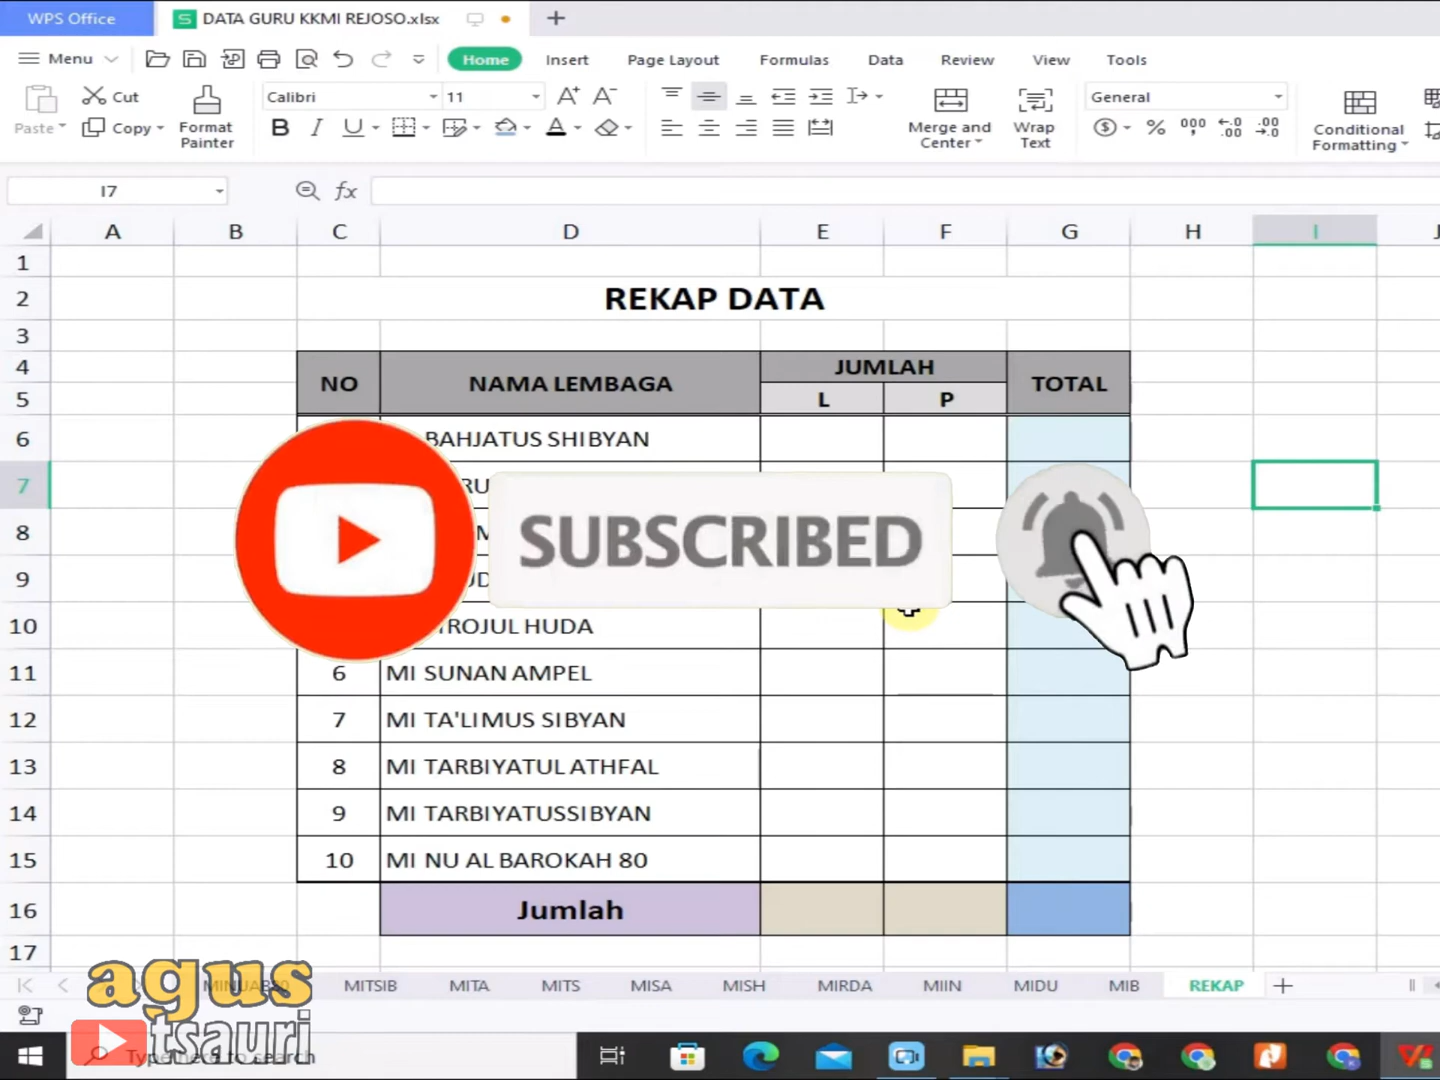 WPS Office
DATA GURU KKMI REJOSO.xlsx
Menu
Home
Insert
Page Layout
Formulas
Data
Review
View
Tools
Paste
Cut
Copy
Format Painter
Calibri
11
Merge and Center
Wrap Text
General
Conditional Formatting
I7
A B C D E F G H I
1
2 REKAP DATA
3
4 NO NAMA LEMBAGA JUMLAH TOTAL
5 L P
6 BAHJATUS SHIBYAN
7
8
9
10 HUDA
11 6 MI SUNAN AMPEL
12 7 MI TA'LIMUS SIBYAN
13 8 MI TARBIYATUL ATHFAL
14 9 MI TARBIYATUSSIBYAN
15 10 MI NU AL BAROKAH 80
16 Jumlah
17
SUBSCRIBED
MITSIB MITA MITS MISA MISH MIRDA MIIN MIDU MIB REKAP
agus
tsauri
Type here to search